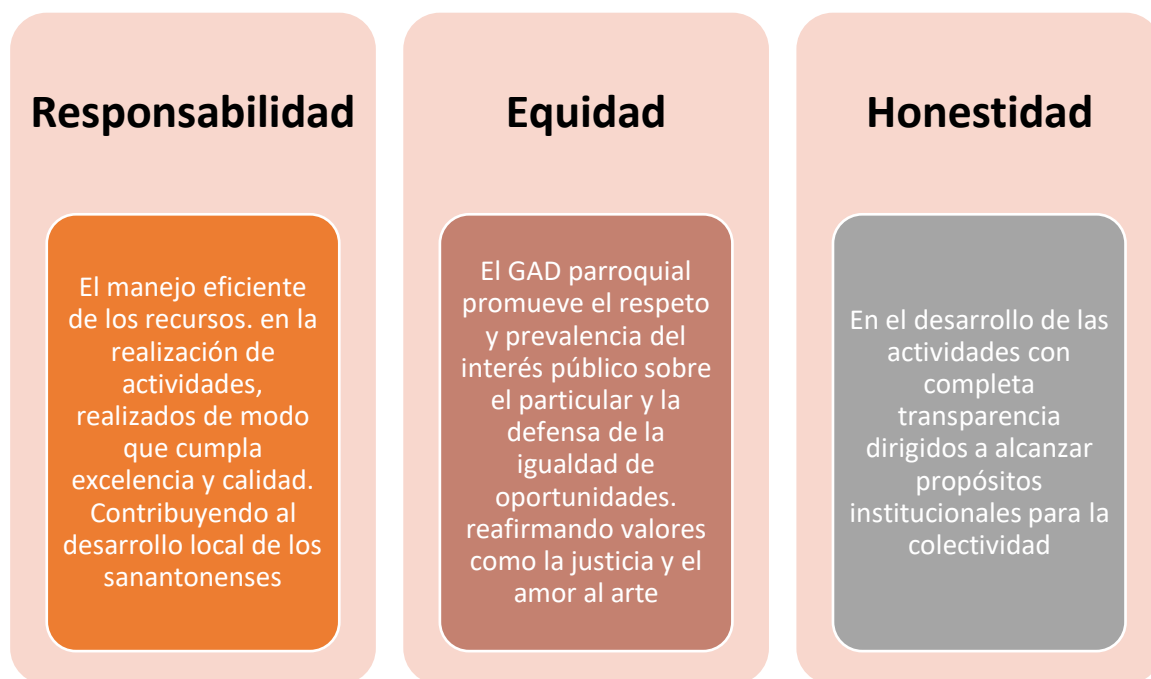 Responsabilidad
El manejo eficiente
de los recursos. en la
realización de
actividades,
realizados de modo
que cumpla
excelencia y calidad.
Contribuyendo al
desarrollo local de los
sanantonenses
Equidad
El GAD parroquial
promueve el respeto
y prevalencia del
interés público sobre
el particular y la
defensa de la
igualdad de
oportunidades.
reafirmando valores
como la justicia y el
amor al arte
Honestidad
En el desarrollo de las
actividades con
completa
transparencia
dirigidos a alcanzar
propósitos
institucionales para la
colectividad